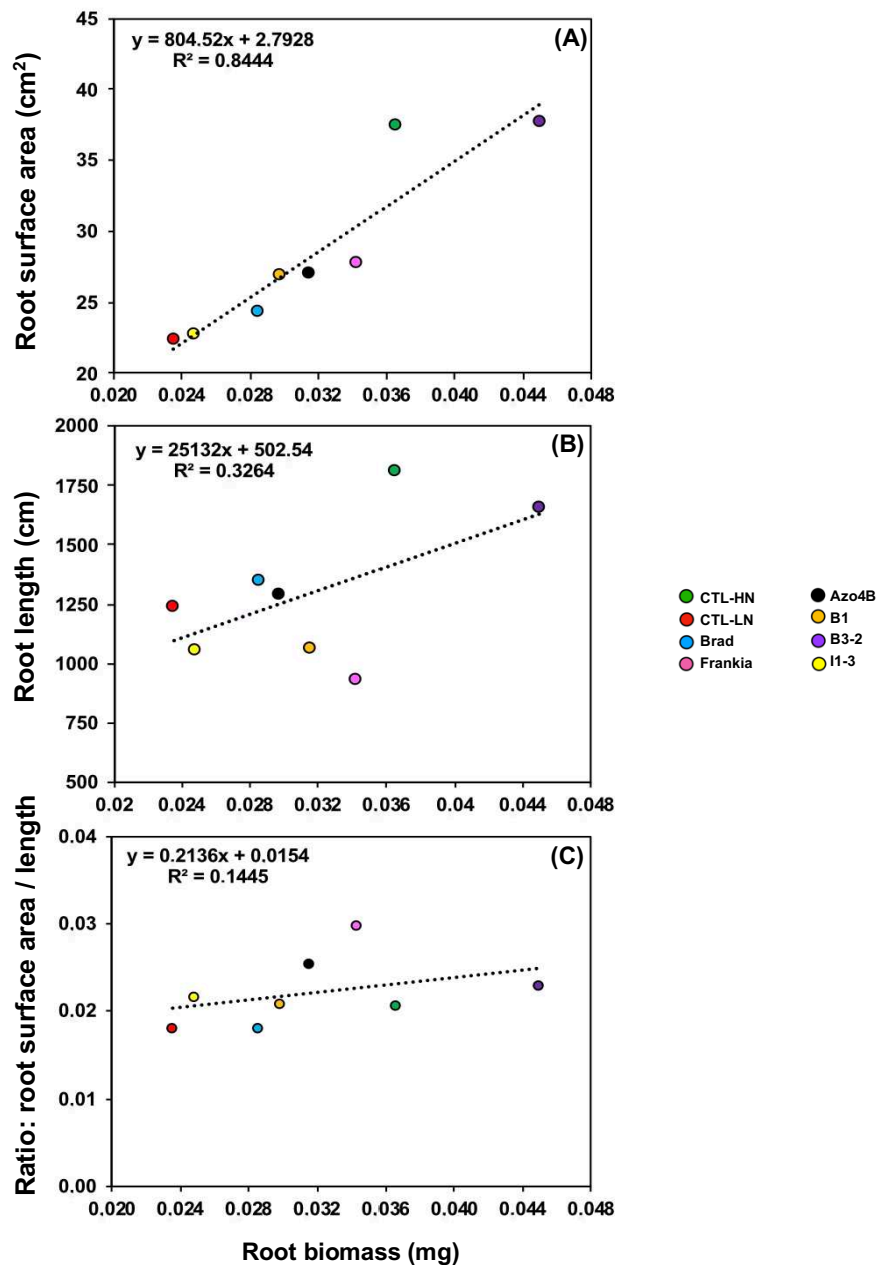 y = 804.52x + 2.7928
R² = 0.8444
(A)
Root surface area (cm²)
45
40
35
30
25
20
0.020 0.024 0.028 0.032 0.036 0.040 0.044 0.048
y = 25132x + 502.54
R² = 0.3264
(B)
Root length (cm)
2000
1750
1500
1250
1000
750
500
0.02 0.024 0.028 0.032 0.036 0.04 0.044 0.048
CTL-HN
CTL-LN
Brad
Frankia
Azo4B
B1
B3-2
I1-3
y = 0.2136x + 0.0154
R² = 0.1445
(C)
Ratio: root surface area / length
0.04
0.03
0.02
0.01
0.00
0.020 0.024 0.028 0.032 0.036 0.040 0.044 0.048
Root biomass (mg)